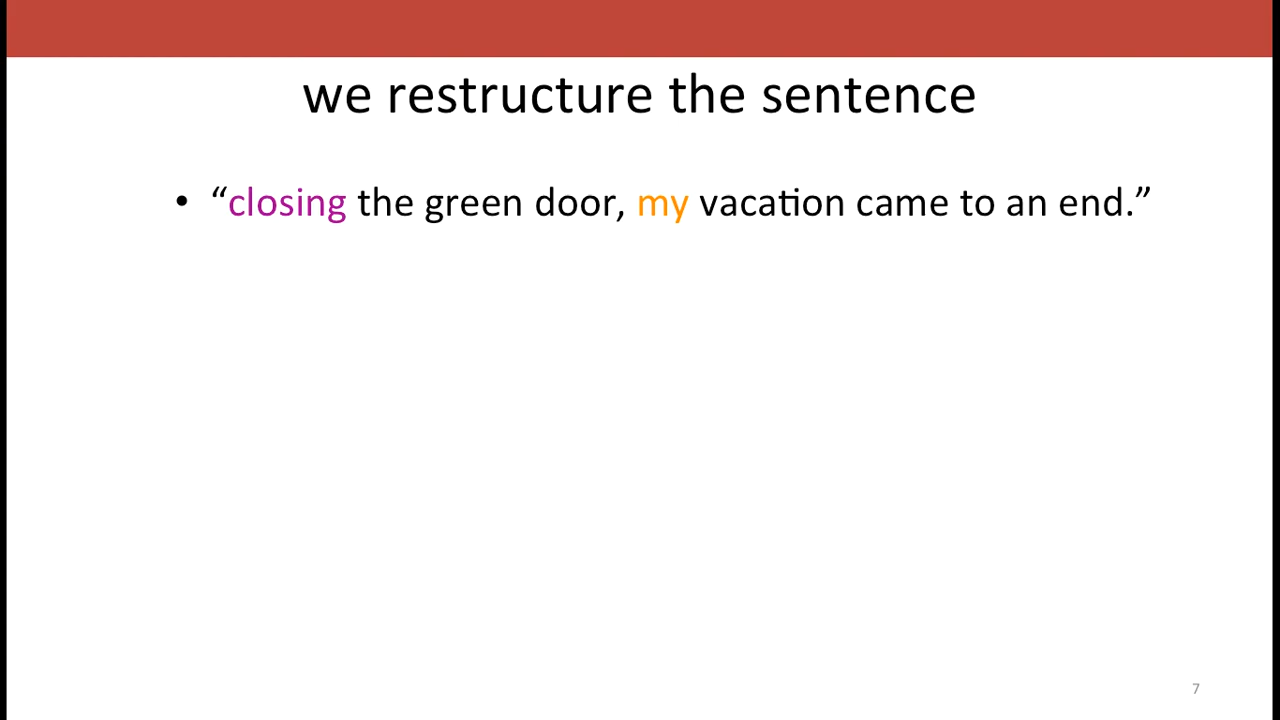 we restructure the sentence
• “closing the green door, my vacation came to an end.”
7